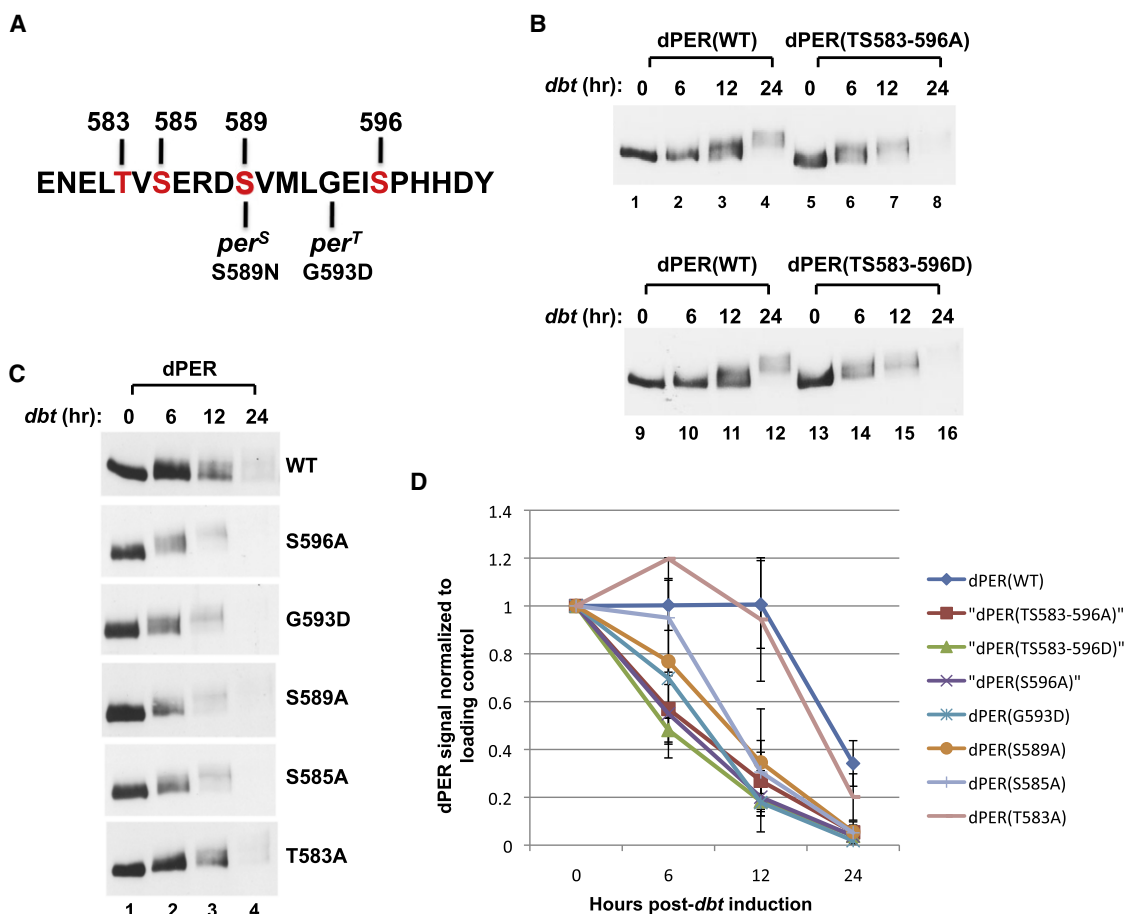 A
583 585 589 596
ENELTVSERDSVMLGEISPHHDY
per^S per^T
S589N G593D
B
dPER(WT) dPER(TS583-596A)
dbt (hr): 0 6 12 24 0 6 12 24
1 2 3 4 5 6 7 8
dPER(WT) dPER(TS583-596D)
dbt (hr): 0 6 12 24 0 6 12 24
9 10 11 12 13 14 15 16
C
dPER
dbt (hr): 0 6 12 24
WT
S596A
G593D
S589A
S585A
T583A
1 2 3 4
D
dPER signal normalized to
loading control
1.4
1.2
1
0.8
0.6
0.4
0.2
0
0 6 12 24
Hours post-dbt induction
dPER(WT)
"dPER(TS583-596A)"
"dPER(TS583-596D)"
"dPER(S596A)"
dPER(G593D)
dPER(S589A)
dPER(S585A)
dPER(T583A)